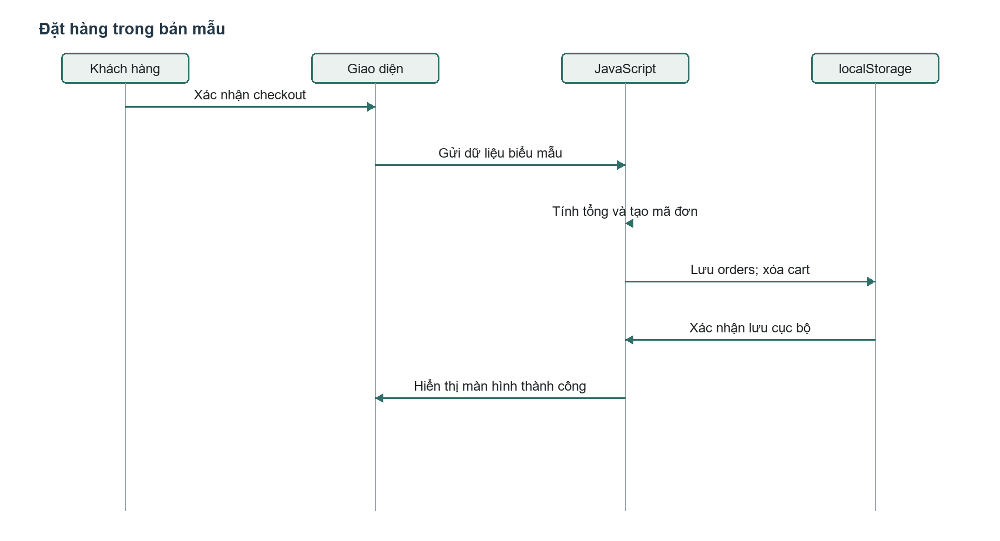 Đặt hàng trong bản mẫu
Khách hàng
Giao diện
JavaScript
localStorage
Xác nhận checkout
Gửi dữ liệu biểu mẫu
Tính tổng và tạo mã đơn
Lưu orders; xóa cart
Xác nhận lưu cục bộ
Hiển thị màn hình thành công